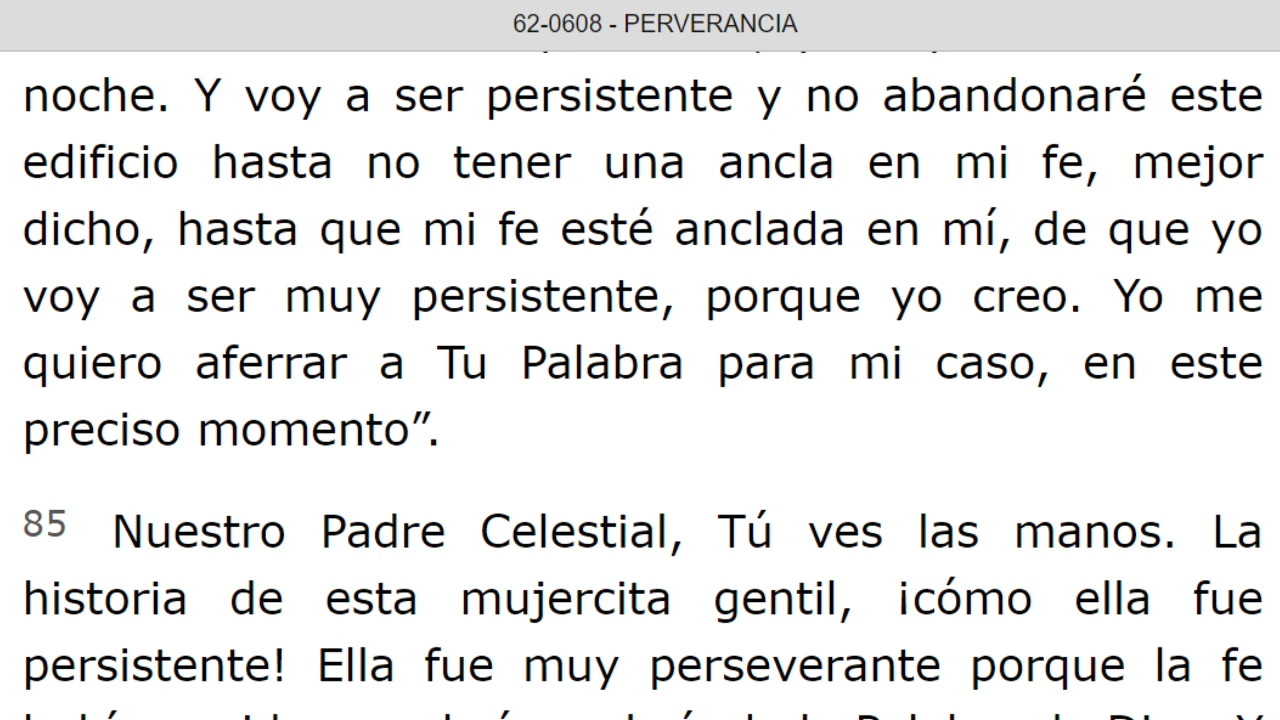 62-0608 - PERVERANCIA
noche. Y voy a ser persistente y no abandonaré este
edificio hasta no tener una ancla en mi fe, mejor
dicho, hasta que mi fe esté anclada en mí, de que yo
voy a ser muy persistente, porque yo creo. Yo me
quiero aferrar a Tu Palabra para mi caso, en este
preciso momento”.
85 Nuestro Padre Celestial, Tú ves las manos. La
historia de esta mujercita gentil, ¡cómo ella fue
persistente! Ella fue muy perseverante porque la fe